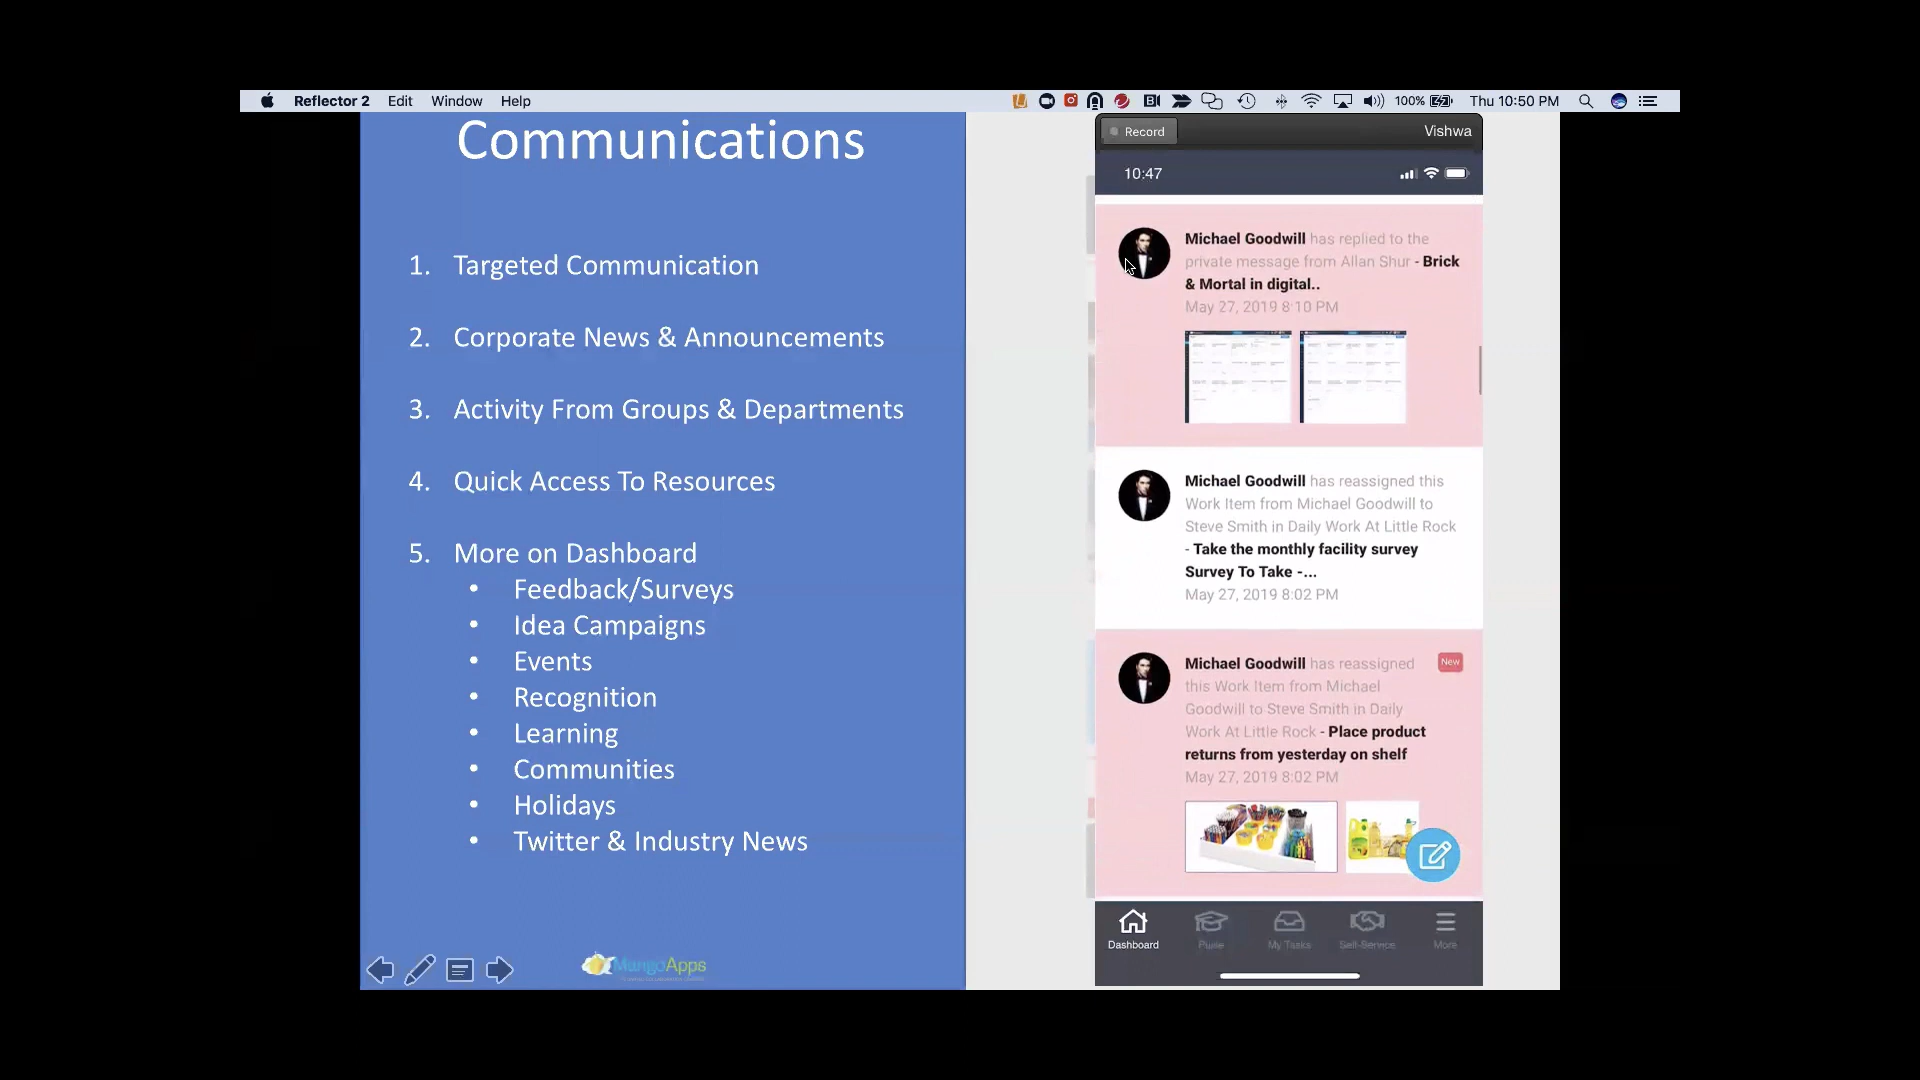 Reflector 2 Edit Window Help
100% Thu 10:50 PM
Communications
1. Targeted Communication
2. Corporate News & Announcements
3. Activity From Groups & Departments
4. Quick Access To Resources
5. More on Dashboard
• Feedback/Surveys
• Idea Campaigns
• Events
• Recognition
• Learning
• Communities
• Holidays
• Twitter & Industry News
MangoApps
Record Vishwa
10:47
Michael Goodwill has replied to the
private message from Allan Shur - Brick
& Mortal in digital..
May 27, 2019 8:10 PM
Michael Goodwill has reassigned this
Work Item from Michael Goodwill to
Steve Smith in Daily Work At Little Rock
- Take the monthly facility survey
Survey To Take -...
May 27, 2019 8:02 PM
Michael Goodwill has reassigned New
this Work Item from Michael
Goodwill to Steve Smith in Daily
Work At Little Rock - Place product
returns from yesterday on shelf
May 27, 2019 8:02 PM
Dashboard My Tasks Self-Service More